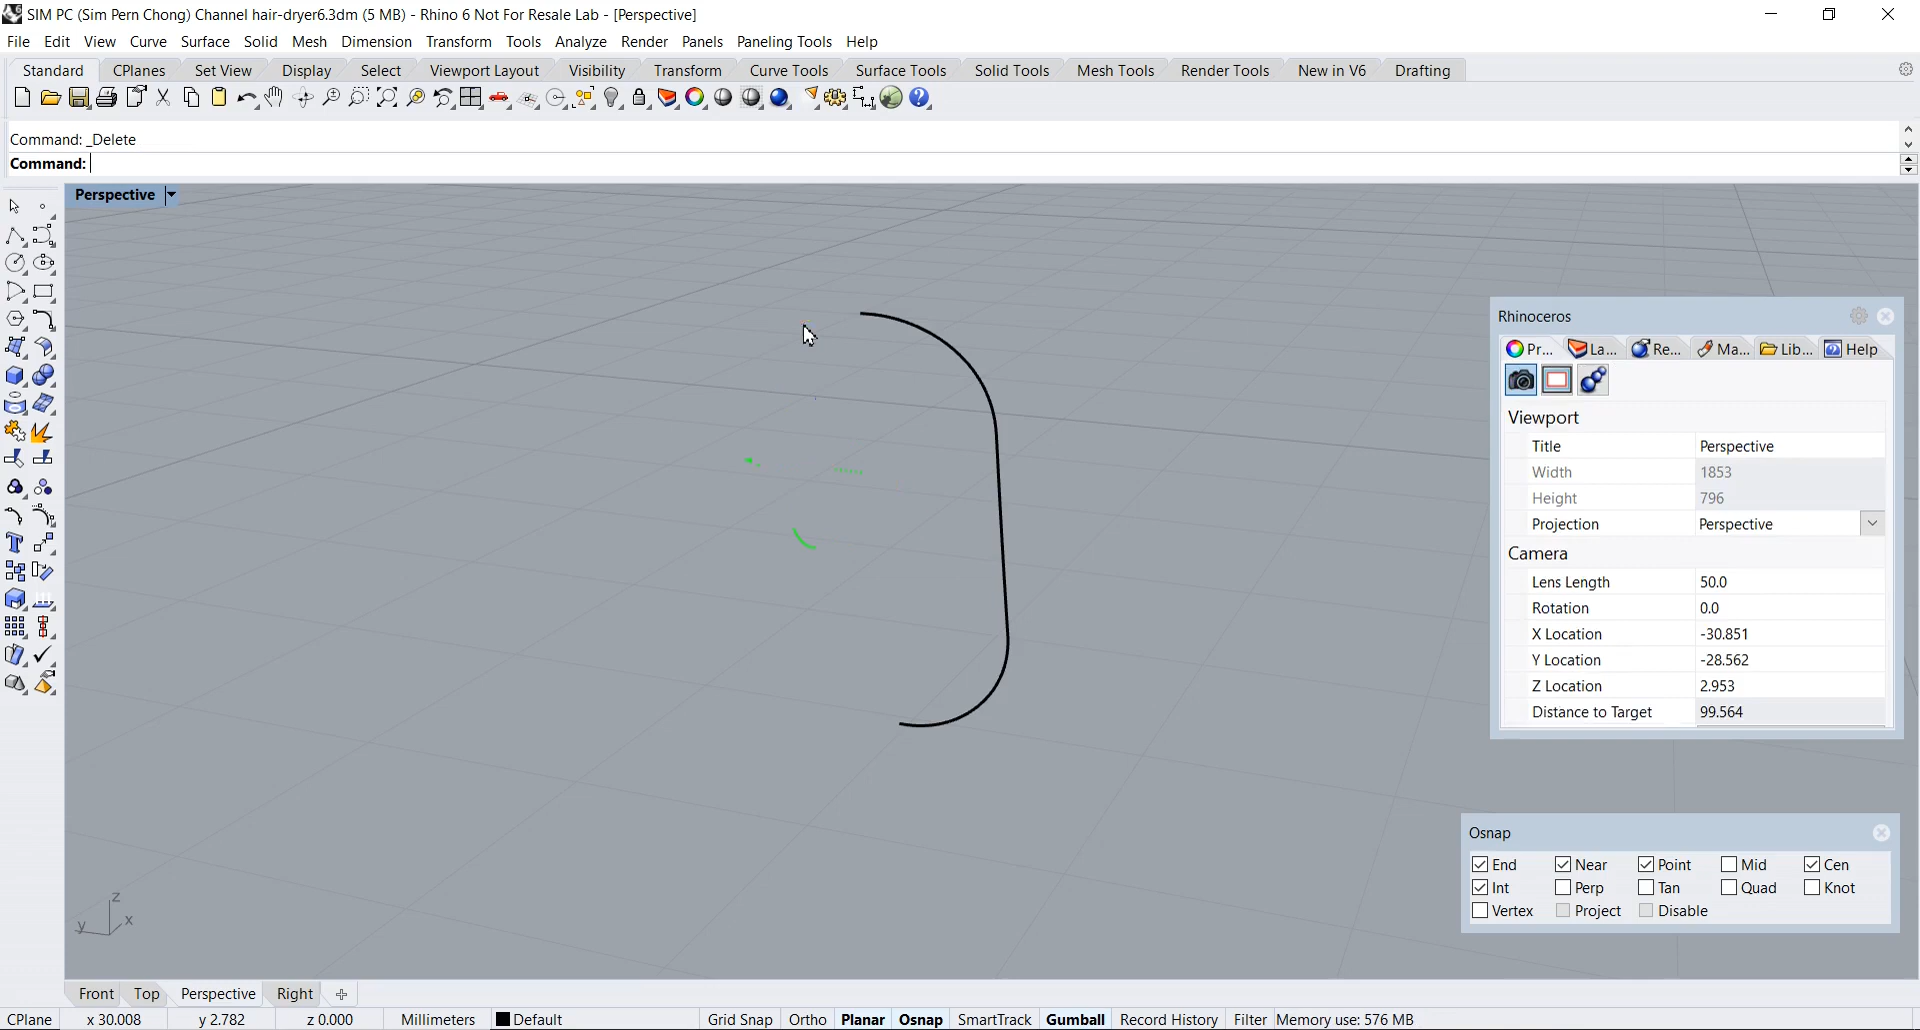 SIM PC (Sim Pern Chong) Channel hair-dryer6.3dm (5 MB) - Rhino 6 Not For Resale Lab - [Perspective]
File Edit View Curve Surface Solid Mesh Dimension Transform Tools Analyze Render Panels Paneling Tools Help
Standard CPlanes Set View Display Select Viewport Layout Visibility Transform Curve Tools Surface Tools Solid Tools Mesh Tools Render Tools New in V6 Drafting
Command: _Delete
Command:
Perspective
Rhinoceros
Pr... La... Re... Ma... Lib... Help
Viewport
Title Perspective
Width 1853
Height 796
Projection Perspective
Camera
Lens Length 50.0
Rotation 0.0
X Location -30.851
Y Location -28.562
Z Location 2.953
Distance to Target 99.564
Osnap
End Near Point Mid Cen
Int Perp Tan Quad Knot
Vertex Project Disable
z
y x
Front Top Perspective Right
CPlane x 30.008 y 2.782 z 0.000 Millimeters Default Grid Snap Ortho Planar Osnap SmartTrack Gumball Record History Filter Memory use: 576 MB